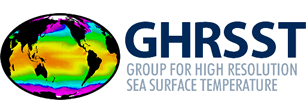 GHRSST
GROUP FOR HIGH RESOLUTION
SEA SURFACE TEMPERATURE